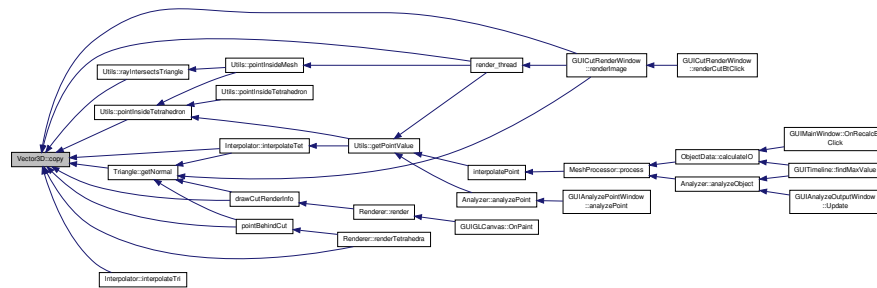 GUICutRenderWindow
::renderImage
GUICutRenderWindow
::renderCutBtClick
Utils::pointInsideMesh
render_thread
Utils::rayIntersectsTriangle
Utils::pointInsideTetrahedron
Utils::pointInsideTetrahedron
GUIMainWindow::OnRecalcB
Click
Interpolator::interpolateTet
Utils::getPointValue
ObjectData::calculateIO
Vector3D::copy
Triangle::getNormal
interpolatePoint
MeshProcessor::process
GUITimeline::findMaxValue
Analyzer::analyzeObject
drawCutRenderInfo
Analyzer::analyzePoint
GUIAnalyzePointWindow
::analyzePoint
GUIAnalyzeOutputWindow
::Update
Renderer::render
pointBehindCut
GUIGLCanvas::OnPaint
Renderer::renderTetrahedra
Interpolator::interpolateTri